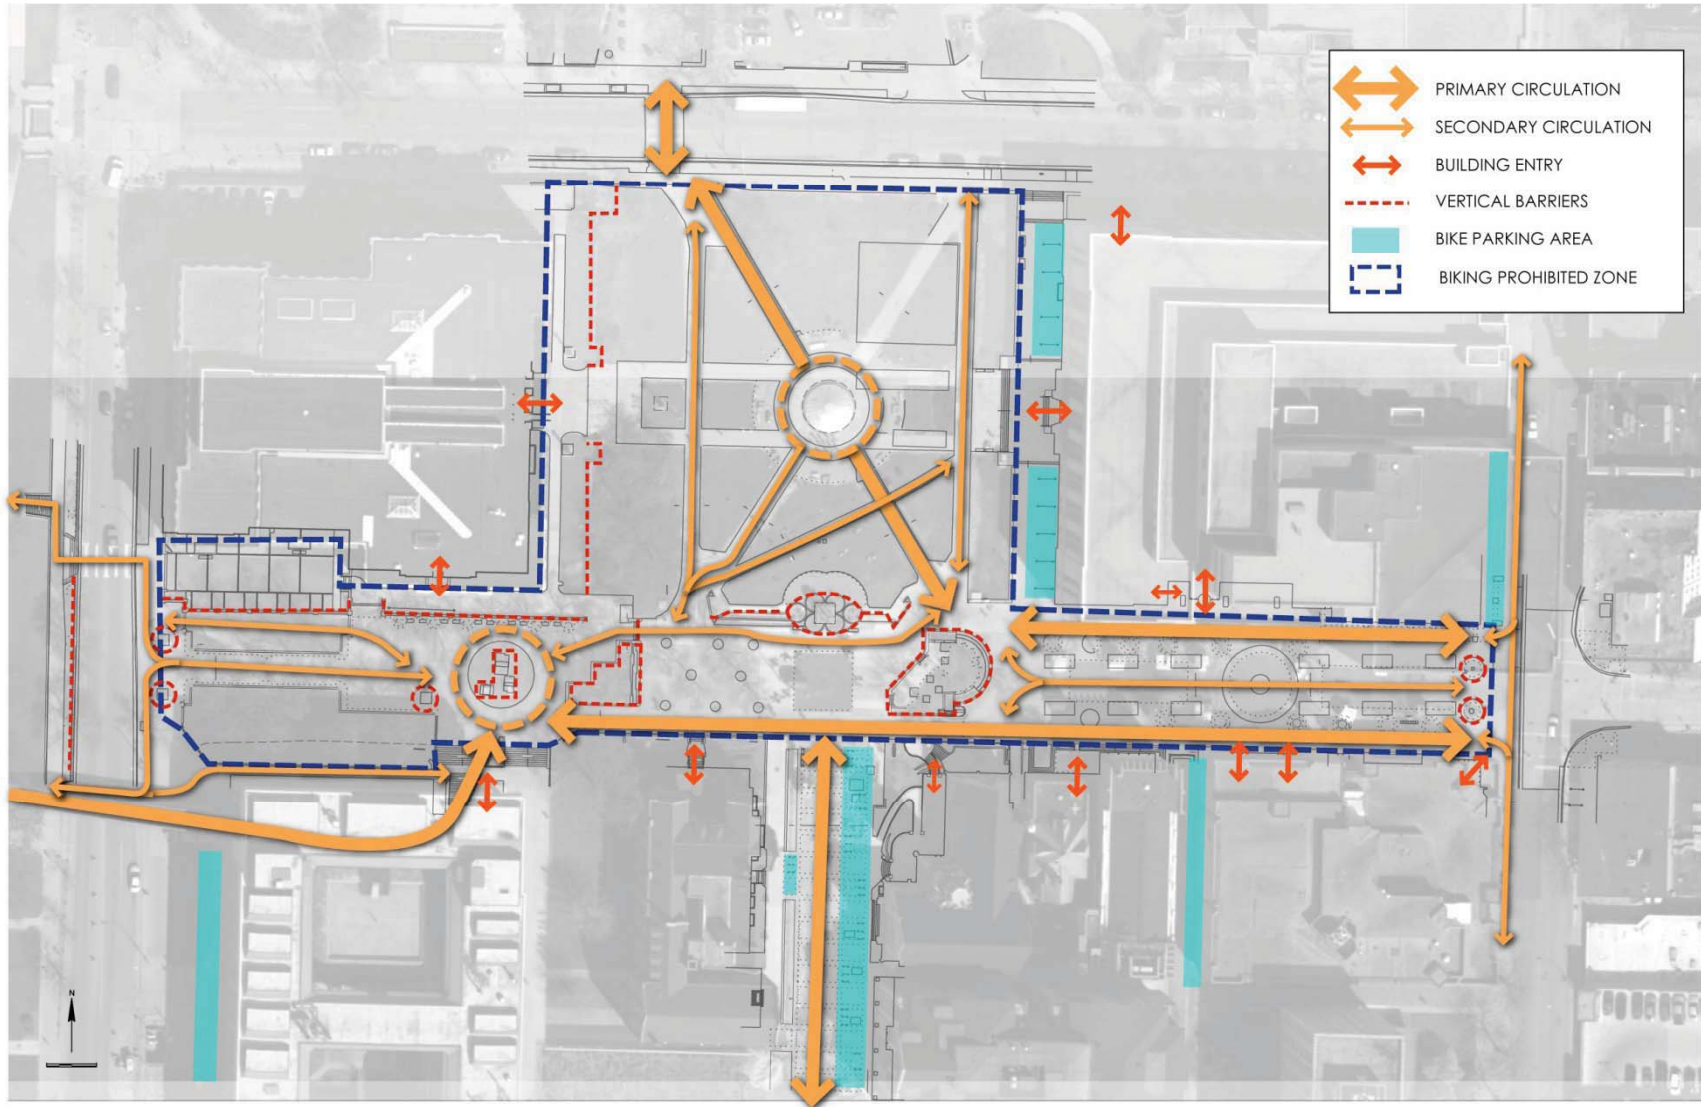 PRIMARY CIRCULATION
SECONDARY CIRCULATION
BUILDING ENTRY
VERTICAL BARRIERS
BIKE PARKING AREA
BIKING PROHIBITED ZONE
N